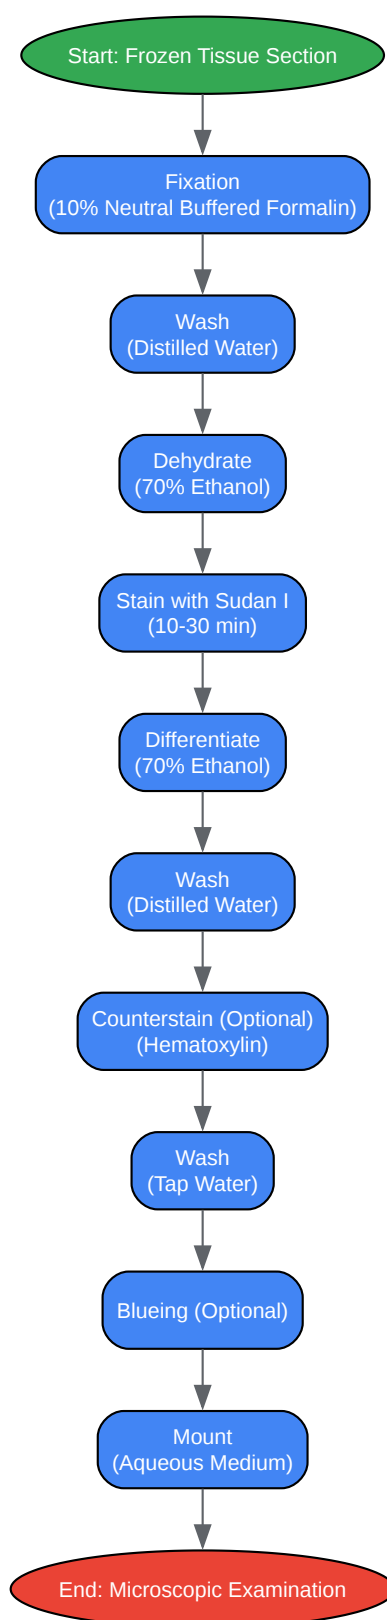 Start: Frozen Tissue Section
Fixation
(10% Neutral Buffered Formalin)
Wash
(Distilled Water)
Dehydrate
(70% Ethanol)
Stain with Sudan I
(10-30 min)
Differentiate
(70% Ethanol)
Wash
(Distilled Water)
Counterstain (Optional)
(Hematoxylin)
Wash
(Tap Water)
Blueing (Optional)
Mount
(Aqueous Medium)
End: Microscopic Examination